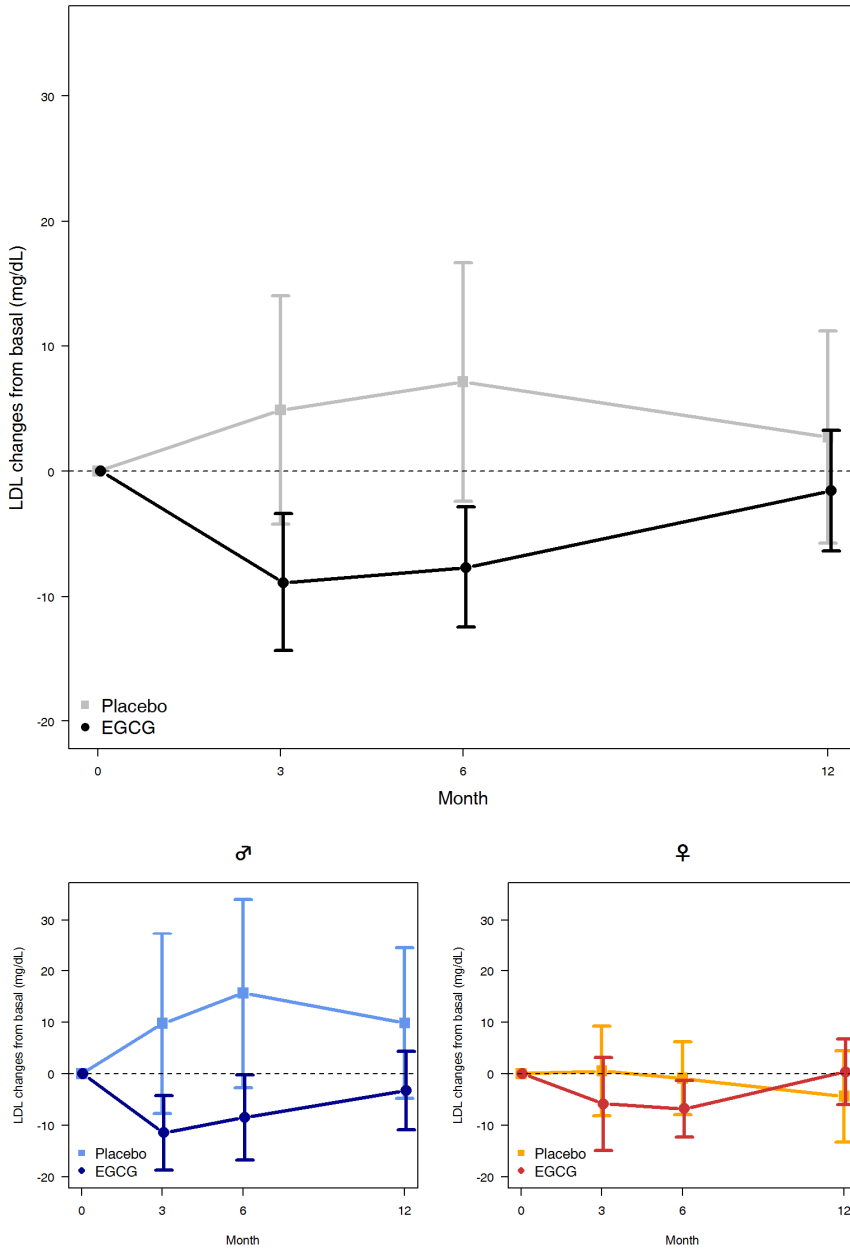 LDL changes from basal (mg/dL)
30
20
10
0
-10
-20
Placebo
EGCG
0 3 6 12
Month
♂
LDL changes from basal (mg/dL)
30
20
10
0
-10
-20
Placebo
EGCG
0 3 6 12
Month
♀
LDL changes from basal (mg/dL)
30
20
10
0
-10
-20
Placebo
EGCG
0 3 6 12
Month